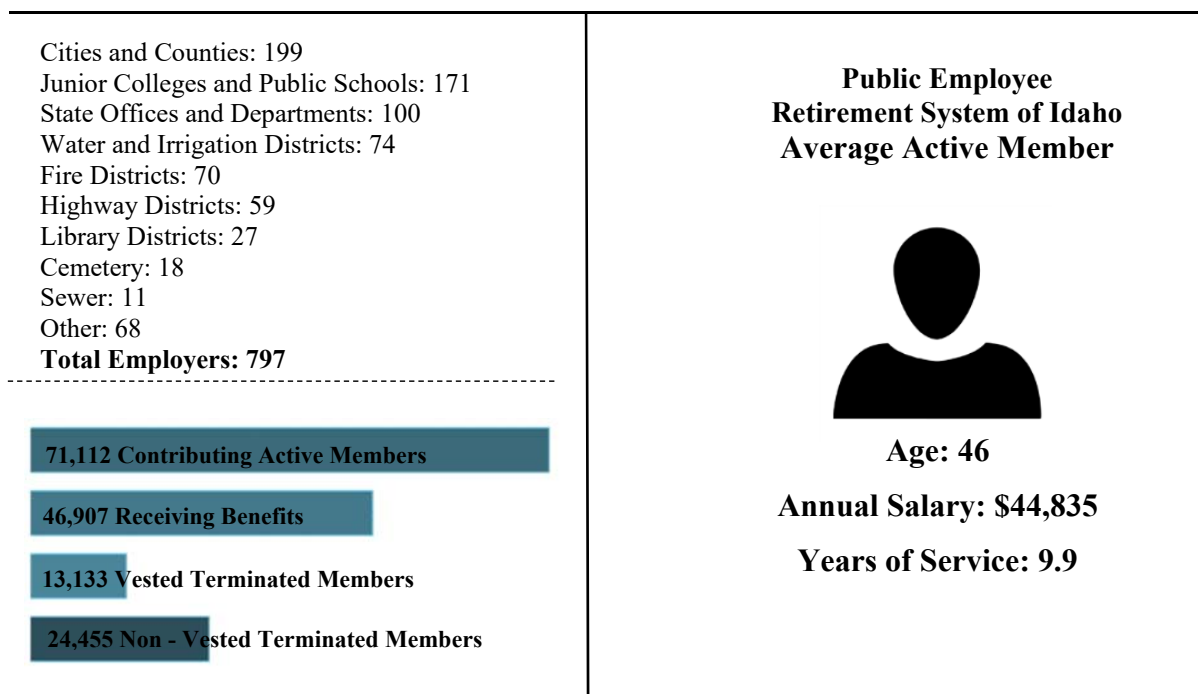 Cities and Counties: 199
Junior Colleges and Public Schools: 171
State Offices and Departments: 100
Water and Irrigation Districts: 74
Fire Districts: 70
Highway Districts: 59
Library Districts: 27
Cemetery: 18
Sewer: 11
Other: 68
Total Employers: 797
71,112 Contributing Active Members
46,907 Receiving Benefits
13,133 Vested Terminated Members
24,455 Non - Vested Terminated Members
Public Employee
Retirement System of Idaho
Average Active Member
Age: 46
Annual Salary: $44,835
Years of Service: 9.9